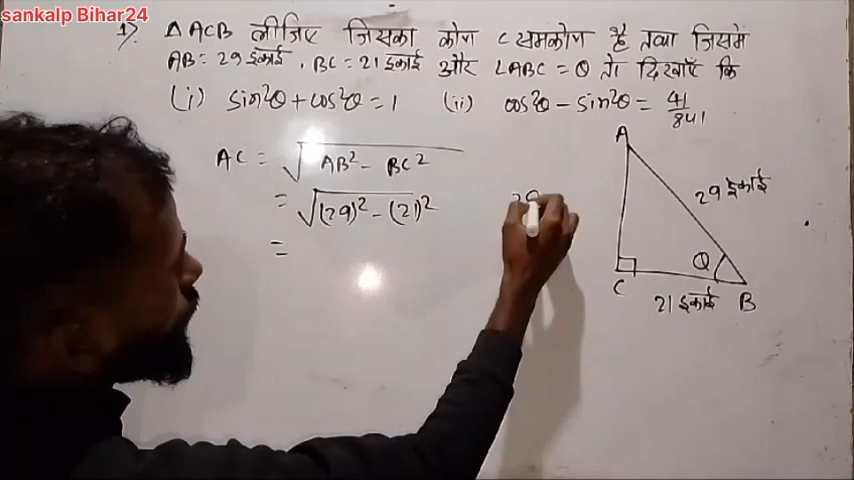 sankalp Bihar24
1). △ACB लीजिए जिसका कोण C समकोण है तथा जिसमें
AB = 29 इकाई, BC = 21 इकाई और ∠ABC = θ तो दिखाएँ कि
(i) sin²θ + cos²θ = 1 (ii) cos²θ - sin²θ = 41/841
AC = √AB² - BC²
= √(29)² - (21)²
=
29
A
29 इकाई
θ
C
21 इकाई
B